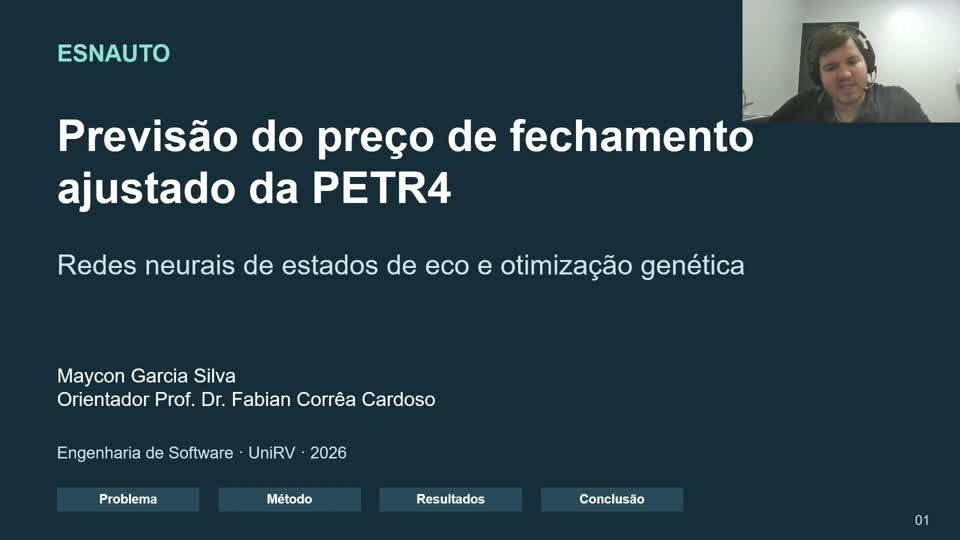 ESNAUTO
Previsão do preço de fechamento
ajustado da PETR4
Redes neurais de estados de eco e otimização genética
Maycon Garcia Silva
Orientador Prof. Dr. Fabian Corrêa Cardoso
Engenharia de Software · UniRV · 2026
Problema
Método
Resultados
Conclusão
01